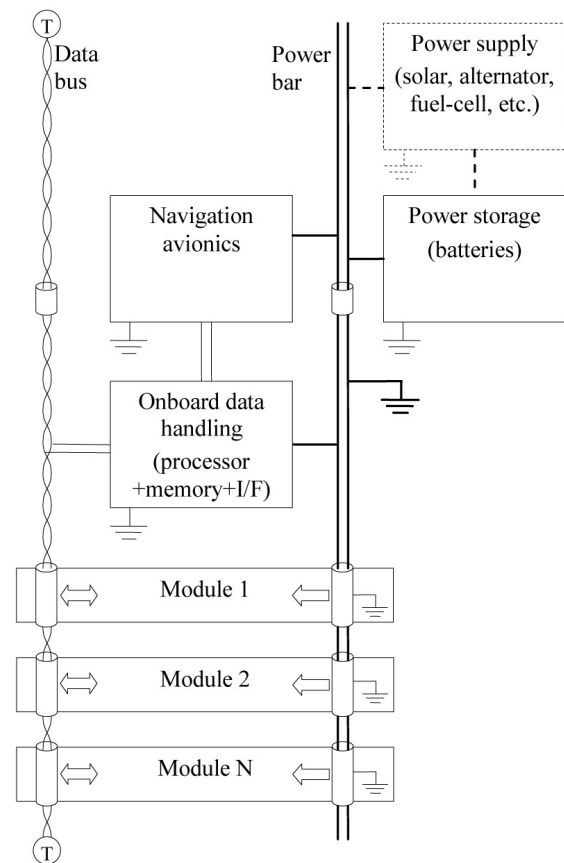 T
Data
bus
Power
bar
Power supply
(solar, alternator,
fuel-cell, etc.)
Navigation
avionics
Power storage
(batteries)
Onboard data
handling
(processor
+memory+I/F)
Module 1
Module 2
Module N
T